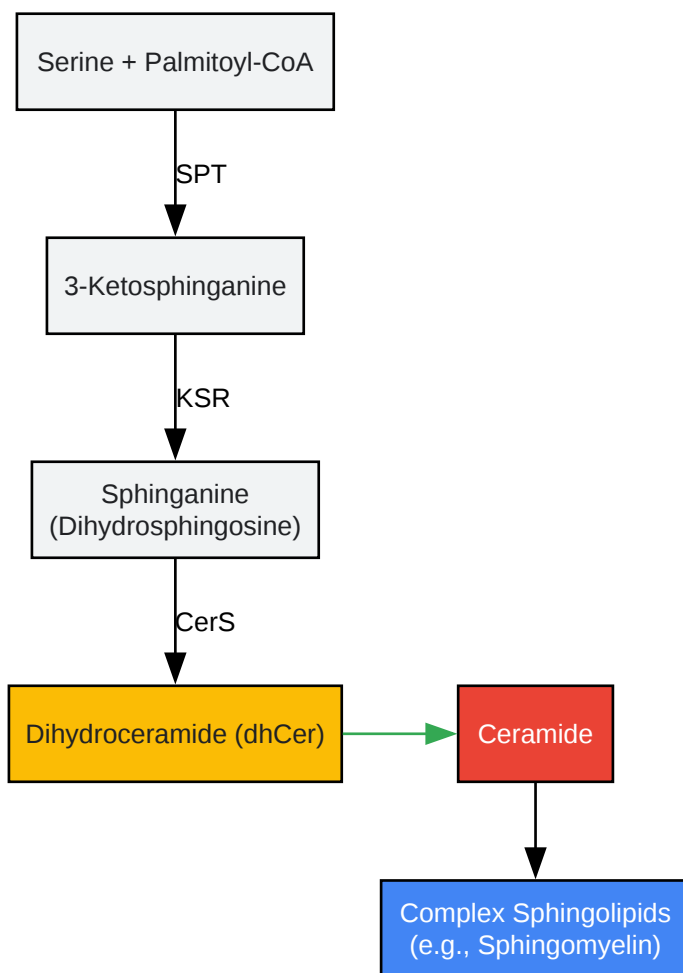 Serine + Palmitoyl-CoA
SPT
3-Ketosphinganine
KSR
Sphinganine
(Dihydrosphingosine)
CerS
Dihydroceramide (dhCer)
Ceramide
Complex Sphingolipids
(e.g., Sphingomyelin)